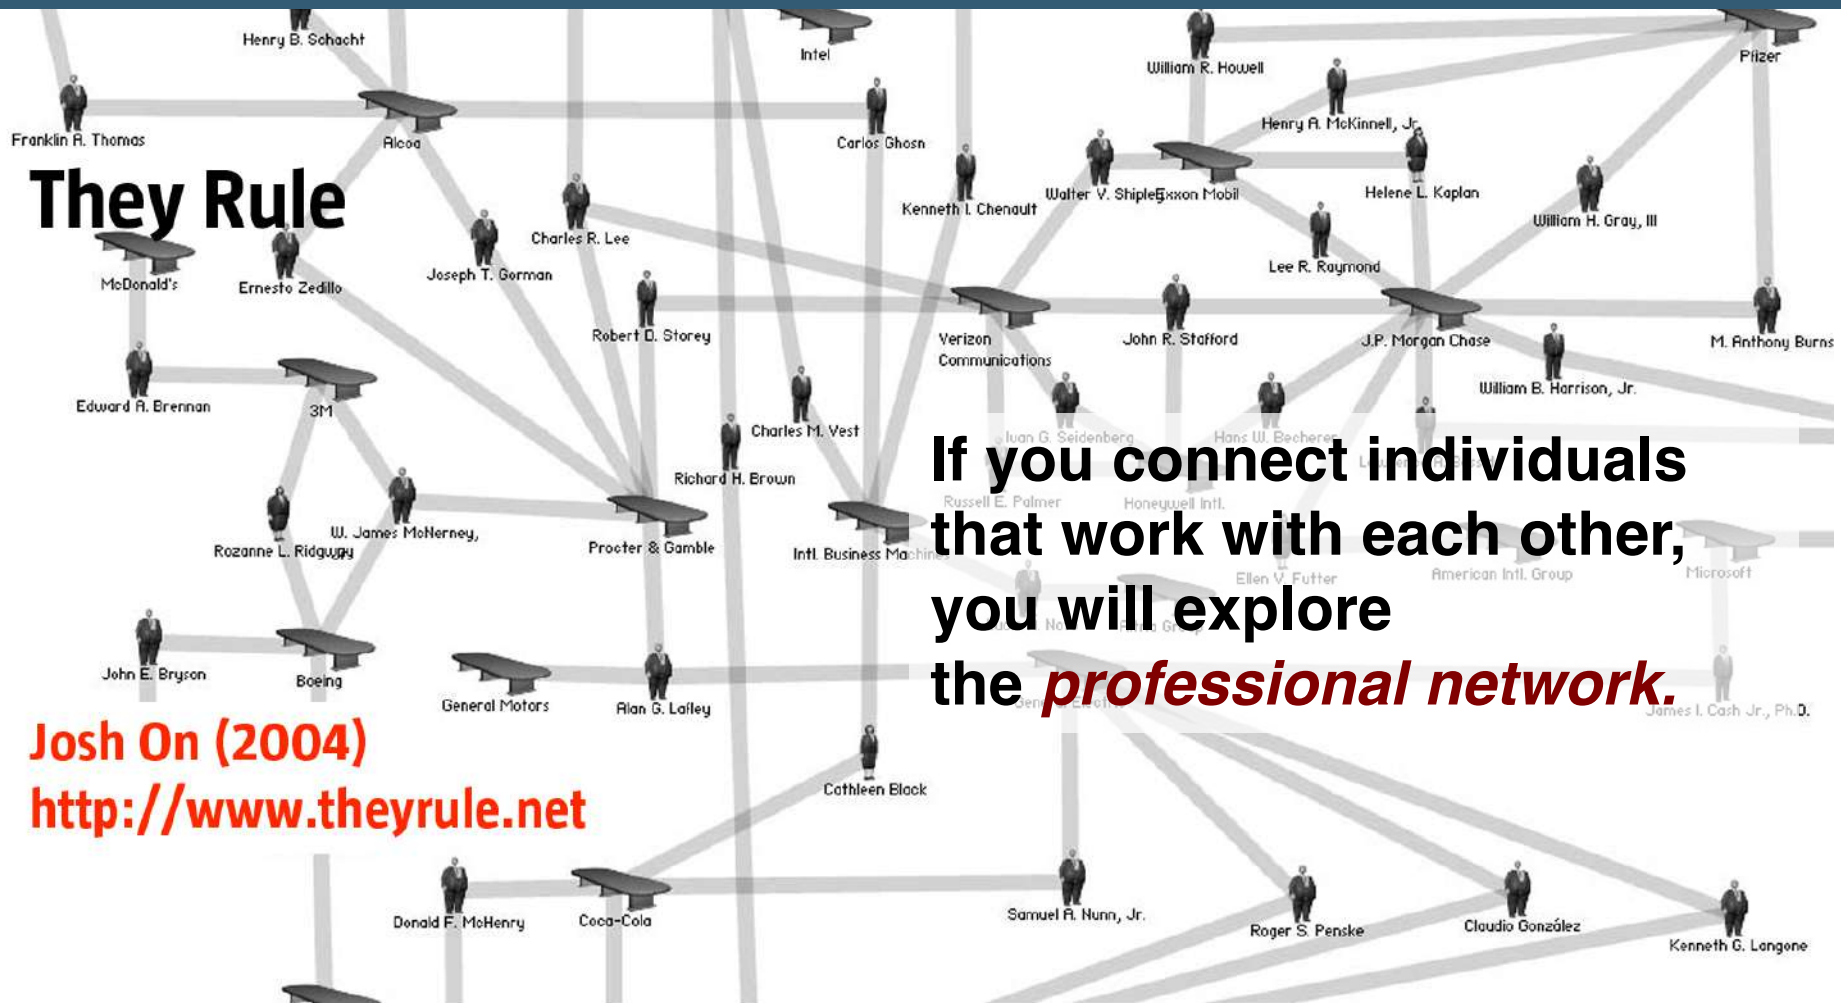 Henry B. Schacht
Intel
Pfizer
William R. Howell
Henry A. McKinnell, Jr.
Franklin A. Thomas
Alcoa
Carlos Ghosn
They Rule
Kenneth I. Chenault
Walter V. Shipley
Exxon Mobil
Helene L. Kaplan
William H. Gray, III
Charles R. Lee
Joseph T. Gorman
Lee R. Raymond
McDonald's
Ernesto Zedillo
Robert D. Storey
Verizon
Communications
John R. Stafford
J.P. Morgan Chase
M. Anthony Burns
William B. Harrison, Jr.
Edward A. Brennan
3M
Charles M. Vest
Ivan G. Seidenberg
Hans W. Becherer
If you connect individuals
that work with each other,
you will explore
the professional network.
Richard H. Brown
Russell E. Palmer
Honeywell Intl.
W. James McNerney,
Rozanne L. Ridgway
Procter & Gamble
Intl. Business Machines
Ellen V. Futter
American Intl. Group
Microsoft
John E. Bryson
Boeing
General Motors
Alan G. Lafley
General Electric
James I. Cash Jr., Ph.D.
Josh On (2004)
http://www.theyrule.net
Cathleen Black
Donald F. McHenry
Coca-Cola
Samuel A. Nunn, Jr.
Roger S. Penske
Claudio González
Kenneth G. Langone